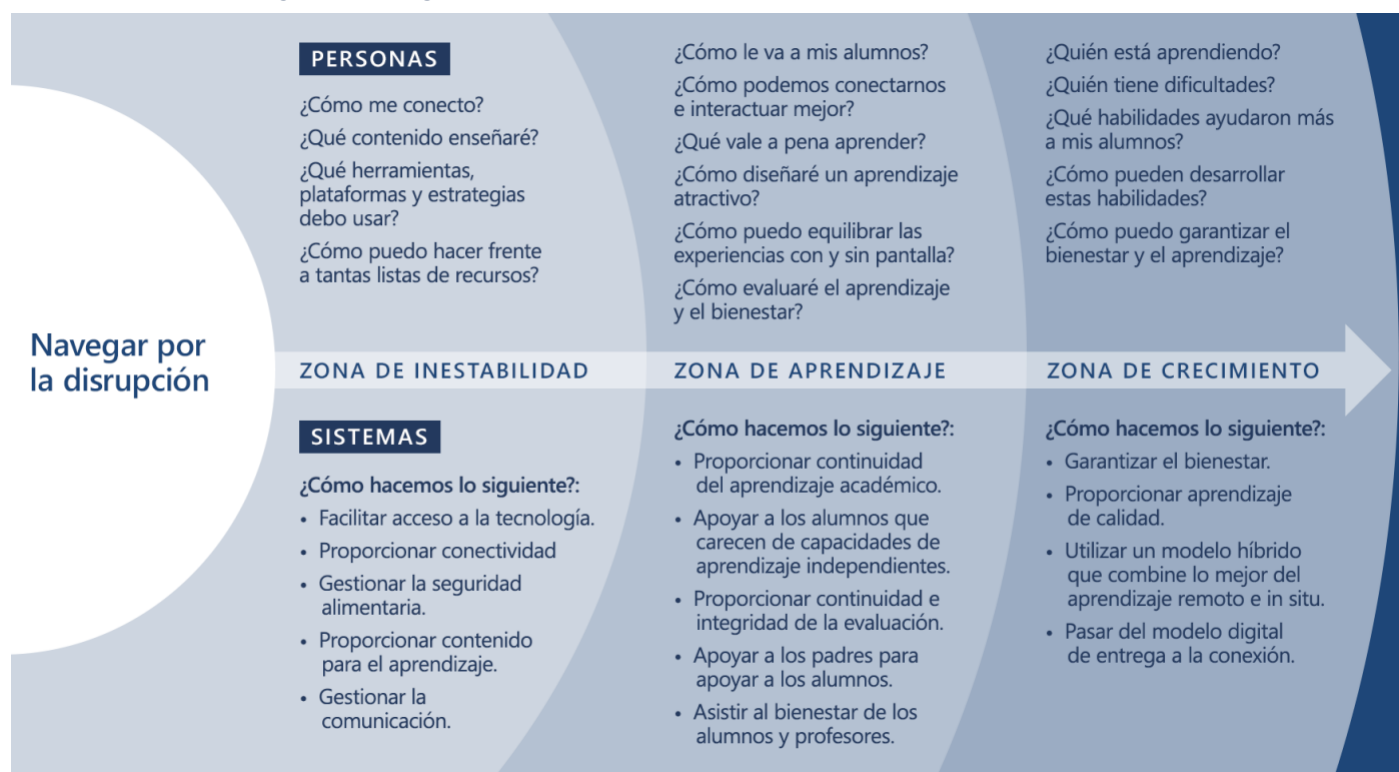 Navegar por
la disrupción
PERSONAS
¿Cómo me conecto?
¿Qué contenido enseñaré?
¿Qué herramientas,
plataformas y estrategias
debo usar?
¿Cómo puedo hacer frente
a tantas listas de recursos?
ZONA DE INESTABILIDAD
SISTEMAS
¿Cómo hacemos lo siguiente?:
• Facilitar acceso a la tecnología.
• Proporcionar conectividad
• Gestionar la seguridad
alimentaria.
• Proporcionar contenido
para el aprendizaje.
• Gestionar la
comunicación.
¿Cómo le va a mis alumnos?
¿Cómo podemos conectarnos
e interactuar mejor?
¿Qué vale a pena aprender?
¿Cómo diseñaré un aprendizaje
atractivo?
¿Cómo puedo equilibrar las
experiencias con y sin pantalla?
¿Cómo evaluaré el aprendizaje
y el bienestar?
ZONA DE APRENDIZAJE
¿Cómo hacemos lo siguiente?:
• Proporcionar continuidad
del aprendizaje académico.
• Apoyar a los alumnos que
carecen de capacidades de
aprendizaje independientes.
• Proporcionar continuidad e
integridad de la evaluación.
• Apoyar a los padres para
apoyar a los alumnos.
• Asistir al bienestar de los
alumnos y profesores.
¿Quién está aprendiendo?
¿Quién tiene dificultades?
¿Qué habilidades ayudaron más
a mis alumnos?
¿Cómo pueden desarrollar
estas habilidades?
¿Cómo puedo garantizar el
bienestar y el aprendizaje?
ZONA DE CRECIMIENTO
¿Cómo hacemos lo siguiente?:
• Garantizar el bienestar.
• Proporcionar aprendizaje
de calidad.
• Utilizar un modelo híbrido
que combine lo mejor del
aprendizaje remoto e in situ.
• Pasar del modelo digital
de entrega a la conexión.